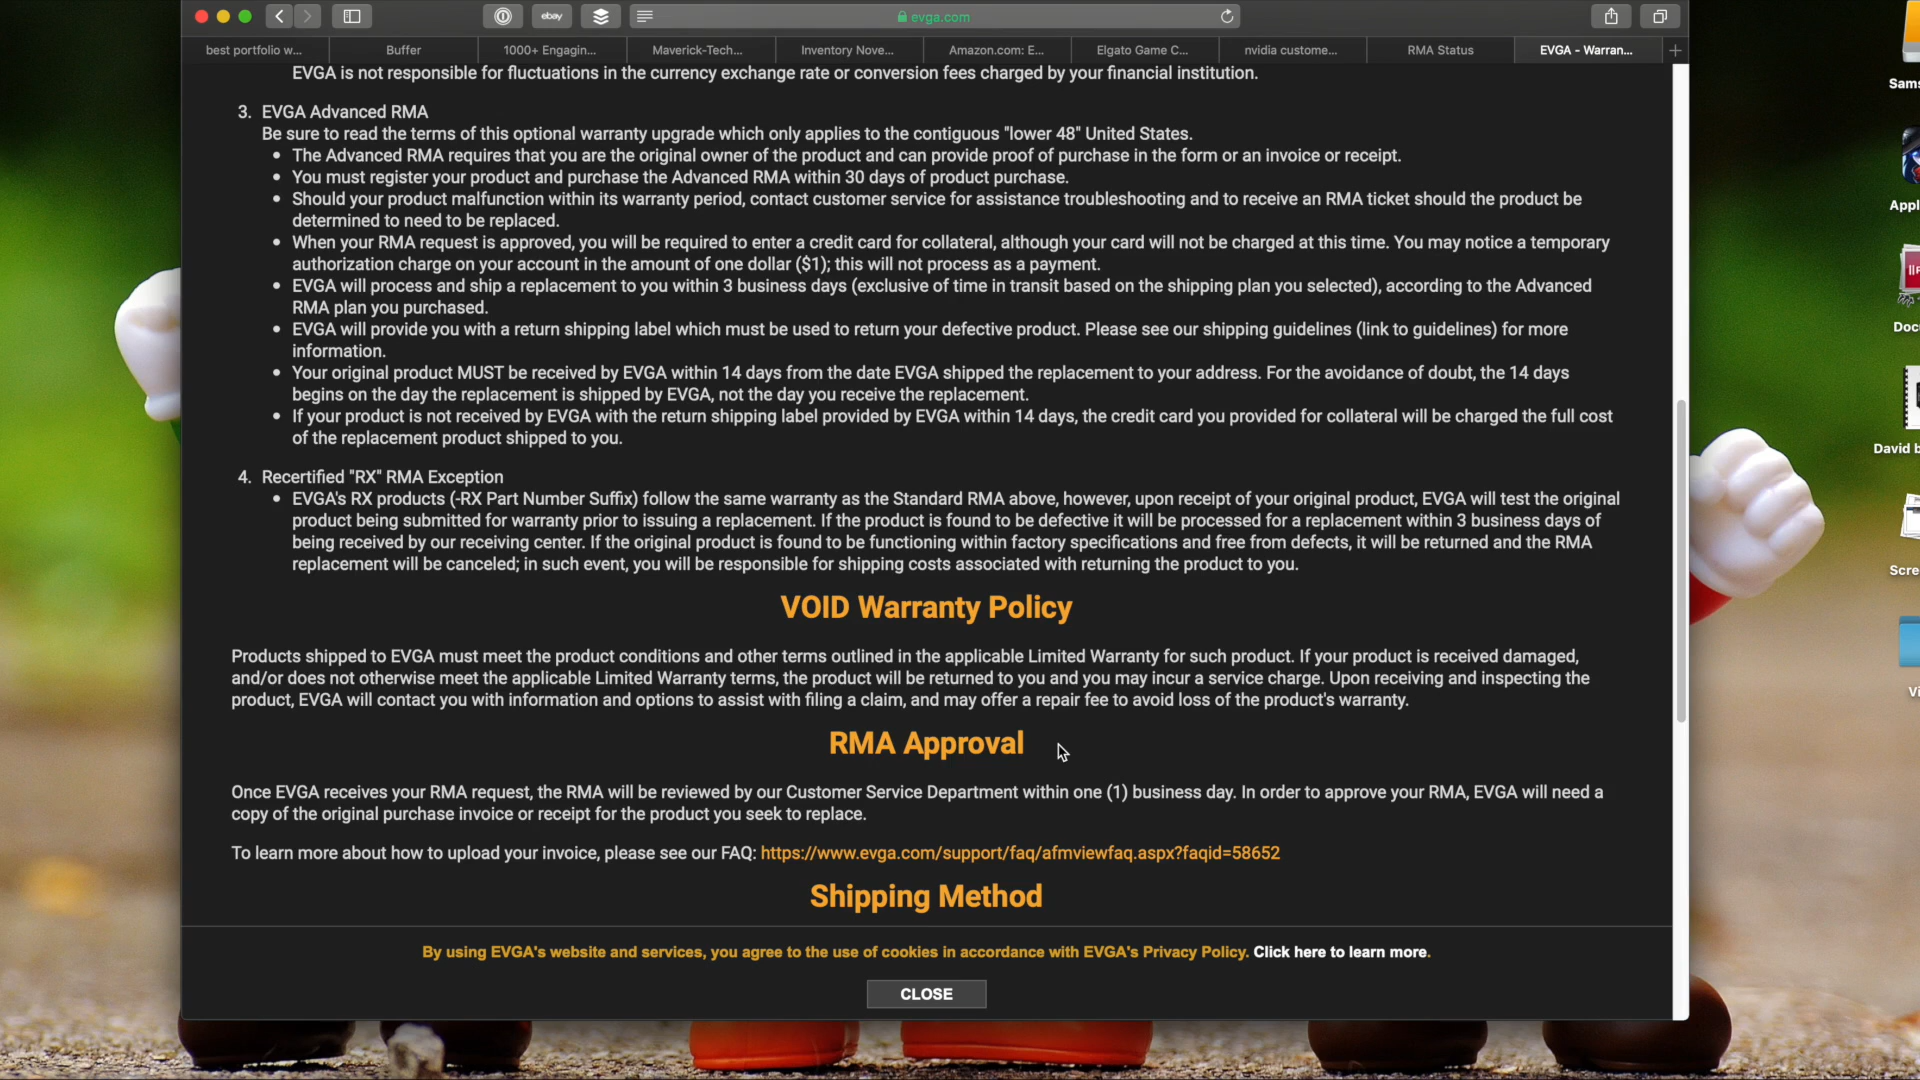 ebay
evga.com
best portfolio w...
Buffer
1000+ Engagin...
Maverick-Tech...
Inventory Nove...
Amazon.com: E...
Elgato Game C...
nvidia custome...
RMA Status
EVGA - Warran...
EVGA is not responsible for fluctuations in the currency exchange rate or conversion fees charged by your financial institution.
3. EVGA Advanced RMA
Be sure to read the terms of this optional warranty upgrade which only applies to the contiguous "lower 48" United States.
• The Advanced RMA requires that you are the original owner of the product and can provide proof of purchase in the form or an invoice or receipt.
• You must register your product and purchase the Advanced RMA within 30 days of product purchase.
• Should your product malfunction within its warranty period, contact customer service for assistance troubleshooting and to receive an RMA ticket should the product be
determined to need to be replaced.
• When your RMA request is approved, you will be required to enter a credit card for collateral, although your card will not be charged at this time. You may notice a temporary
authorization charge on your account in the amount of one dollar ($1); this will not process as a payment.
• EVGA will process and ship a replacement to you within 3 business days (exclusive of time in transit based on the shipping plan you selected), according to the Advanced
RMA plan you purchased.
• EVGA will provide you with a return shipping label which must be used to return your defective product. Please see our shipping guidelines (link to guidelines) for more
information.
• Your original product MUST be received by EVGA within 14 days from the date EVGA shipped the replacement to your address. For the avoidance of doubt, the 14 days
begins on the day the replacement is shipped by EVGA, not the day you receive the replacement.
• If your product is not received by EVGA with the return shipping label provided by EVGA within 14 days, the credit card you provided for collateral will be charged the full cost
of the replacement product shipped to you.
4. Recertified "RX" RMA Exception
• EVGA's RX products (-RX Part Number Suffix) follow the same warranty as the Standard RMA above, however, upon receipt of your original product, EVGA will test the original
product being submitted for warranty prior to issuing a replacement. If the product is found to be defective it will be processed for a replacement within 3 business days of
being received by our receiving center. If the original product is found to be functioning within factory specifications and free from defects, it will be returned and the RMA
replacement will be canceled; in such event, you will be responsible for shipping costs associated with returning the product to you.
VOID Warranty Policy
Products shipped to EVGA must meet the product conditions and other terms outlined in the applicable Limited Warranty for such product. If your product is received damaged,
and/or does not otherwise meet the applicable Limited Warranty terms, the product will be returned to you and you may incur a service charge. Upon receiving and inspecting the
product, EVGA will contact you with information and options to assist with filing a claim, and may offer a repair fee to avoid loss of the product's warranty.
RMA Approval
Once EVGA receives your RMA request, the RMA will be reviewed by our Customer Service Department within one (1) business day. In order to approve your RMA, EVGA will need a
copy of the original purchase invoice or receipt for the product you seek to replace.
To learn more about how to upload your invoice, please see our FAQ: https://www.evga.com/support/faq/afmviewfaq.aspx?faqid=58652
Shipping Method
By using EVGA's website and services, you agree to the use of cookies in accordance with EVGA's Privacy Policy. Click here to learn more.
CLOSE
Sams
Appl
Doc
David b
Scre
Vi